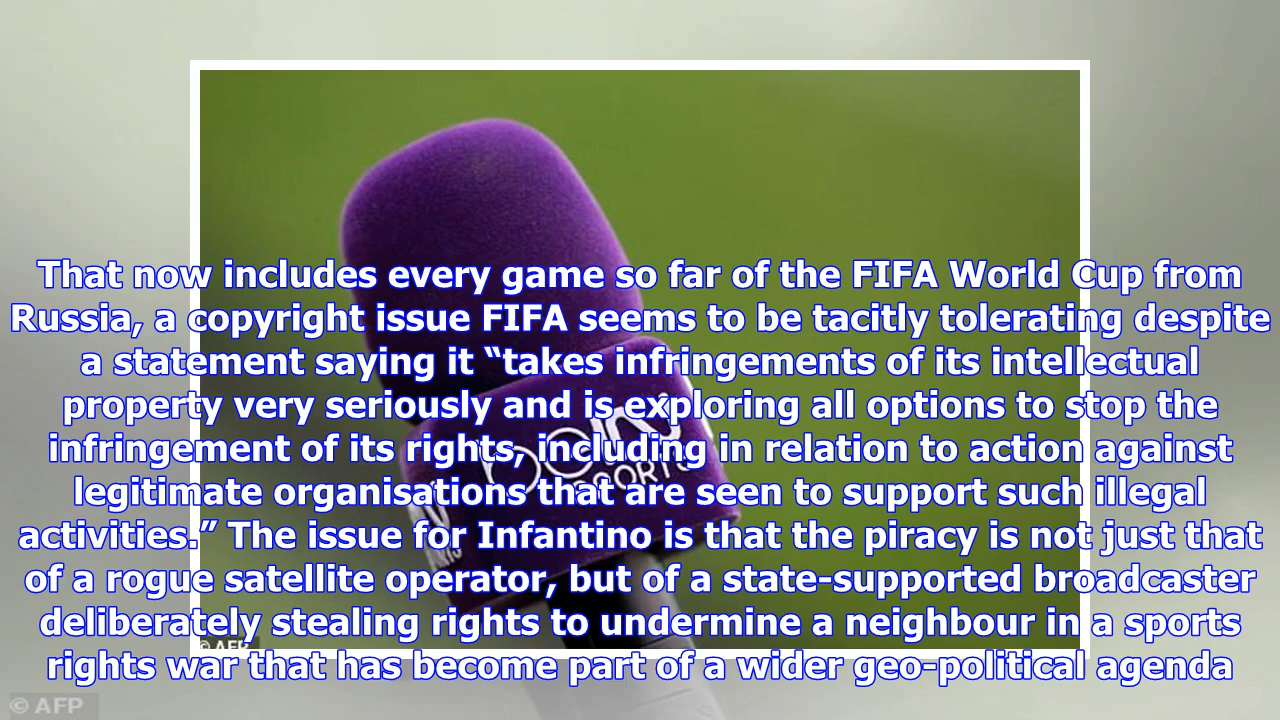 That now includes every game so far of the FIFA World Cup from
Russia, a copyright issue FIFA seems to be tacitly tolerating despite
a statement saying it “takes infringements of its intellectual
property very seriously and is exploring all options to stop the
infringement of its rights, including in relation to action against
legitimate organisations that are seen to support such illegal
activities.” The issue for Infantino is that the piracy is not just that
of a rogue satellite operator, but of a state-supported broadcaster
deliberately stealing rights to undermine a neighbour in a sports
rights war that has become part of a wider geo-political agenda
beIN
SPORTS
© AFP
© AFP